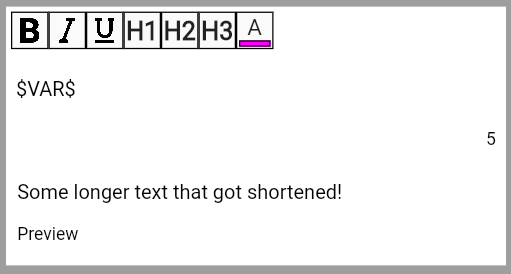 B I U H1 H2 H3 A
$VAR$
5
Some longer text that got shortened!
Preview